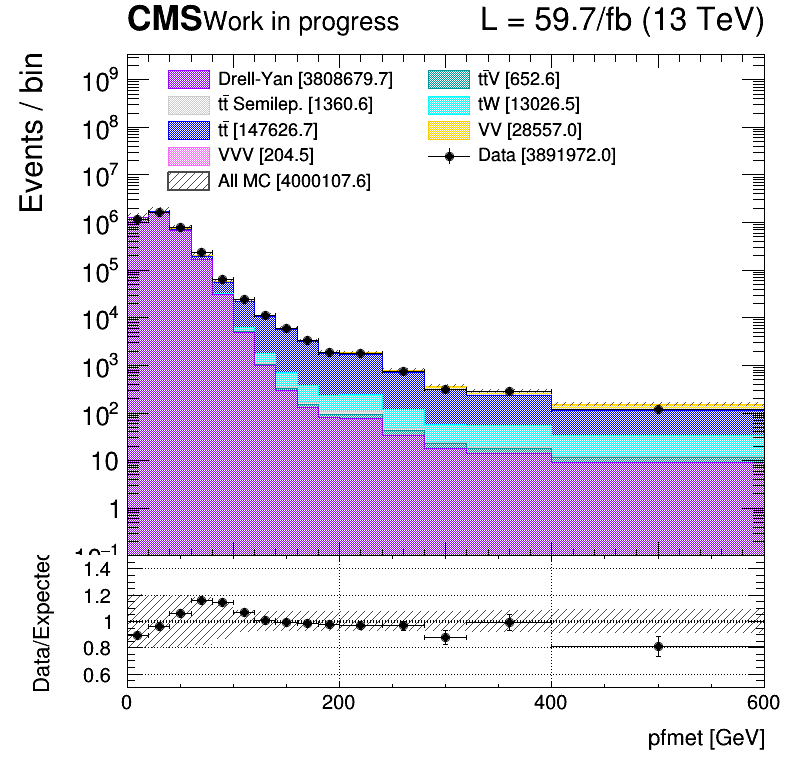 CMS Work in progress L = 59.7/fb (13 TeV)
Events / bin
Drell-Yan [3808679.7]
tt̄ Semilep. [1360.6]
tt̄ [147626.7]
VVV [204.5]
All MC [4000107.6]
tt̄V [652.6]
tW [13026.5]
VV [28557.0]
Data [3891972.0]
10⁹
10⁸
10⁷
10⁶
10⁵
10⁴
10³
10²
10
1
10⁻¹
Data/Expected
1.4
1.2
1
0.8
0.6
0 200 400 600
pfmet [GeV]